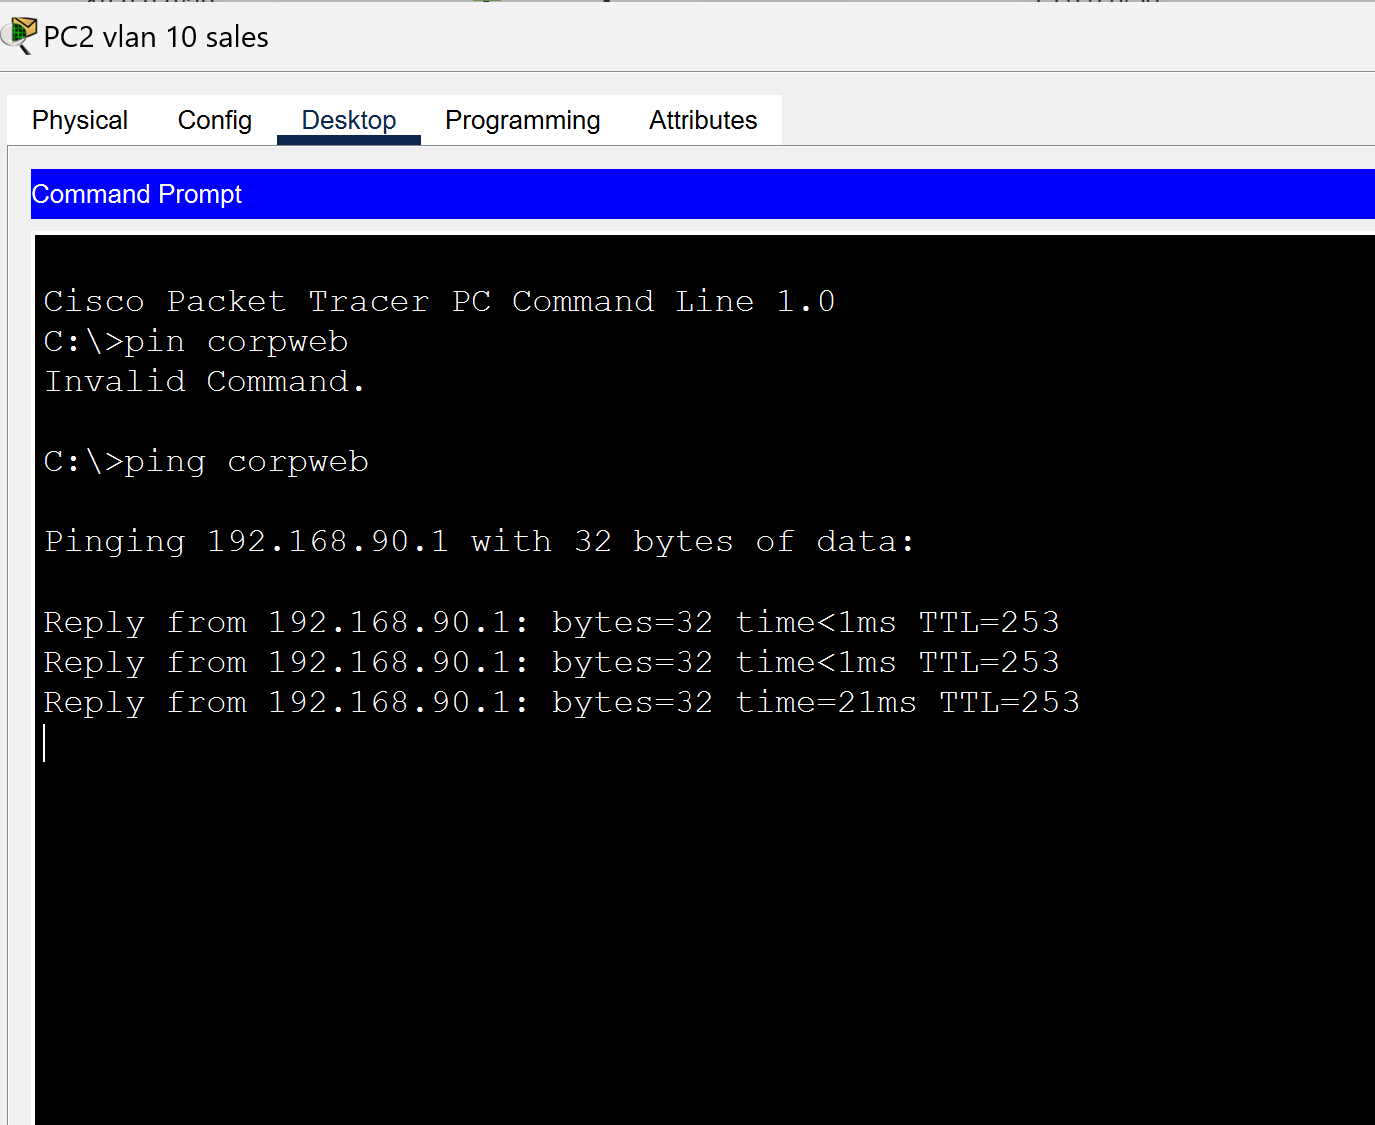 PC2 vlan 10 sales
Physical Config Desktop Programming Attributes
Command Prompt
Cisco Packet Tracer PC Command Line 1.0
C:\>pin corpweb
Invalid Command.
C:\>ping corpweb
Pinging 192.168.90.1 with 32 bytes of data:
Reply from 192.168.90.1: bytes=32 time<1ms TTL=253
Reply from 192.168.90.1: bytes=32 time<1ms TTL=253
Reply from 192.168.90.1: bytes=32 time=21ms TTL=253